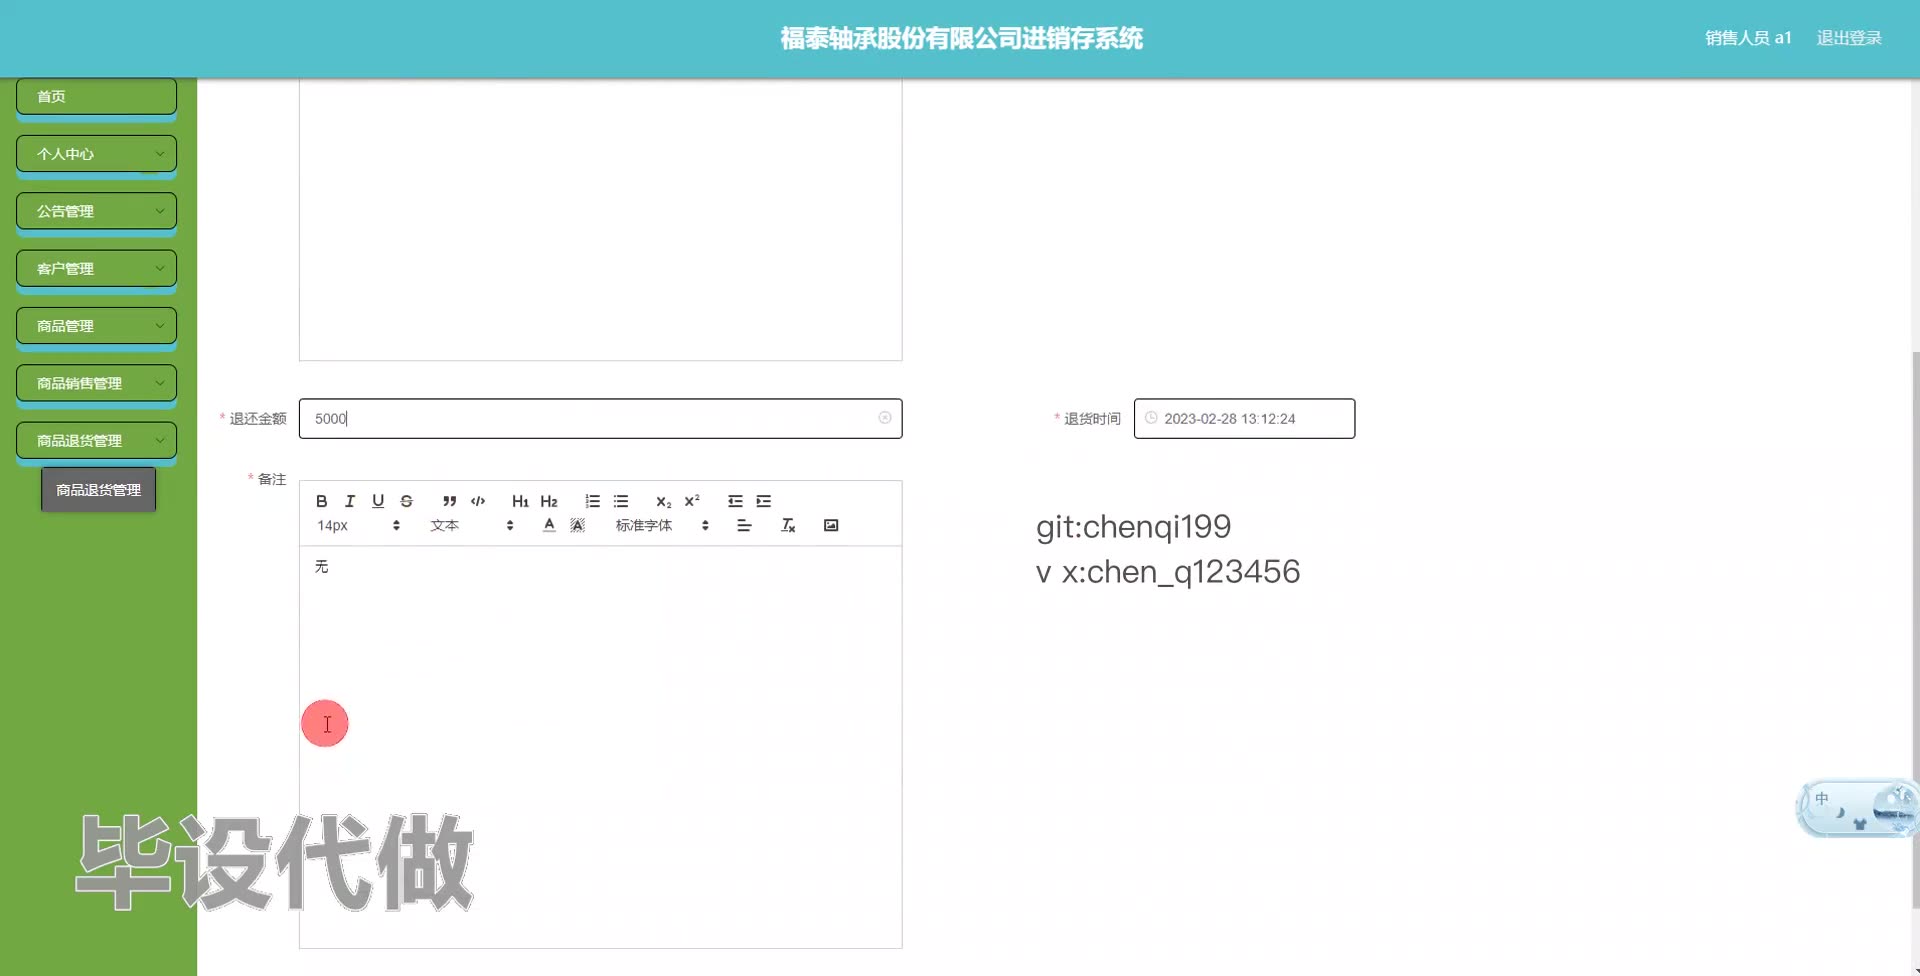 福泰轴承股份有限公司进销存系统
销售人员 a1
退出登录
首页
个人中心
公告管理
客户管理
商品管理
商品销售管理
商品退货管理
商品退货管理
* 退还金额
5000
* 退货时间
2023-02-28 13:12:24
* 备注
B I U S ” </> H1 H2 X2 X2
14px 文本 A A 标准字体 Tx
无
git:chenqi199
v x:chen_q123456
中
毕设代做